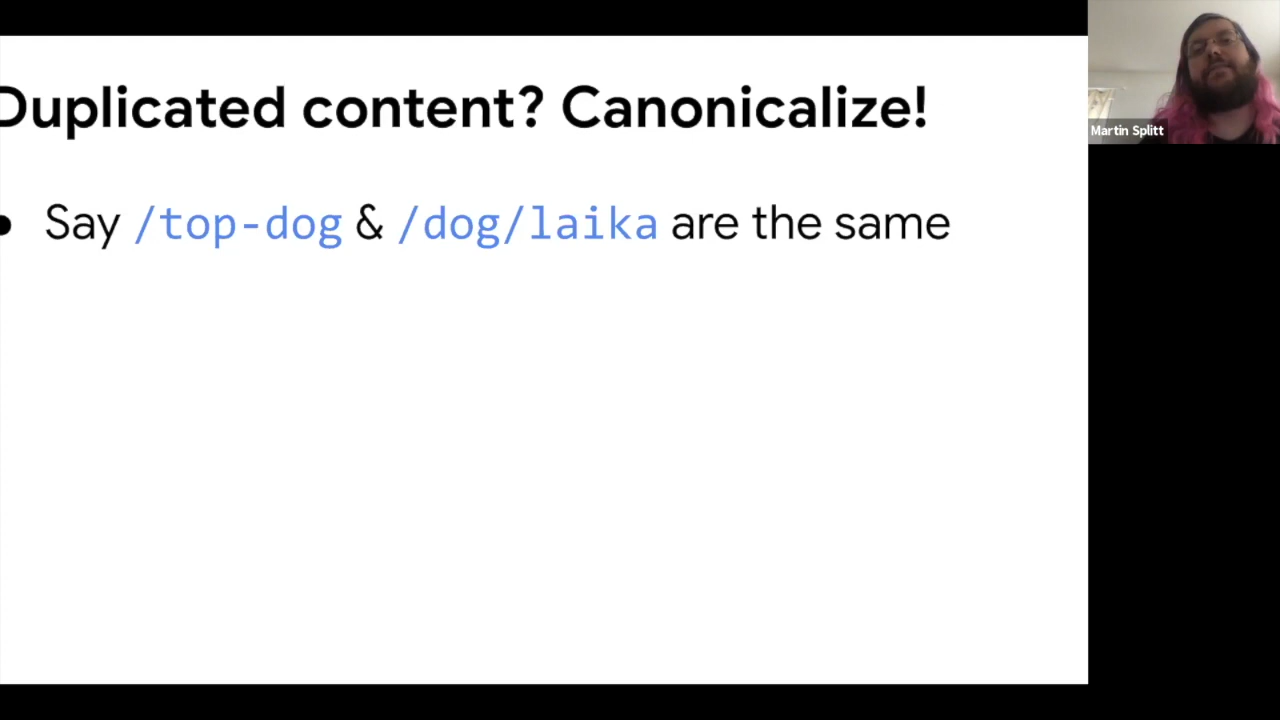 Duplicated content? Canonicalize!
• Say /top-dog & /dog/laika are the same
Martin Splitt